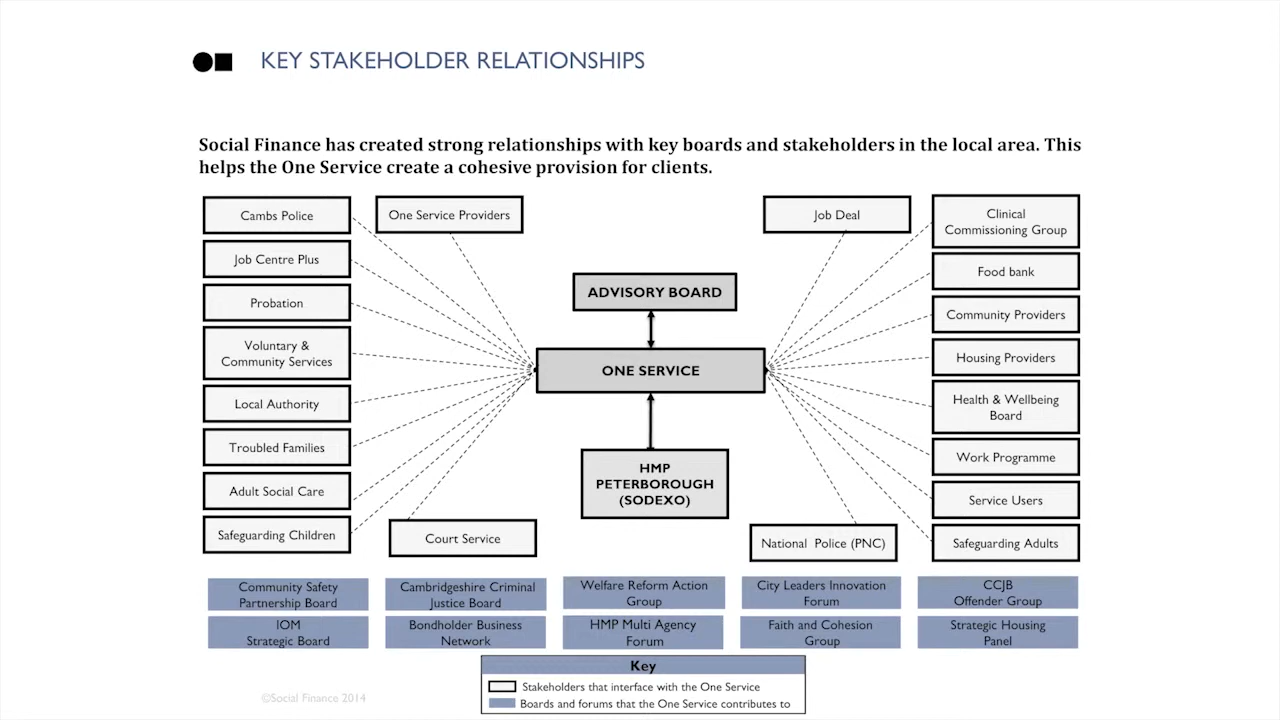 KEY STAKEHOLDER RELATIONSHIPS
Social Finance has created strong relationships with key boards and stakeholders in the local area. This
helps the One Service create a cohesive provision for clients.
Cambs Police
One Service Providers
Job Centre Plus
Probation
Voluntary &
Community Services
Local Authority
Troubled Families
Adult Social Care
Safeguarding Children
Court Service
ADVISORY BOARD
ONE SERVICE
HMP
PETERBOROUGH
(SODEXO)
Job Deal
Clinical
Commissioning Group
Food bank
Community Providers
Housing Providers
Health & Wellbeing
Board
Work Programme
Service Users
National Police (PNC)
Safeguarding Adults
Community Safety
Partnership Board
Cambridgeshire Criminal
Justice Board
Welfare Reform Action
Group
City Leaders Innovation
Forum
CCJB
Offender Group
IOM
Strategic Board
Bondholder Business
Network
HMP Multi Agency
Forum
Faith and Cohesion
Group
Strategic Housing
Panel
Key
Stakeholders that interface with the One Service
Boards and forums that the One Service contributes to
©Social Finance 2014